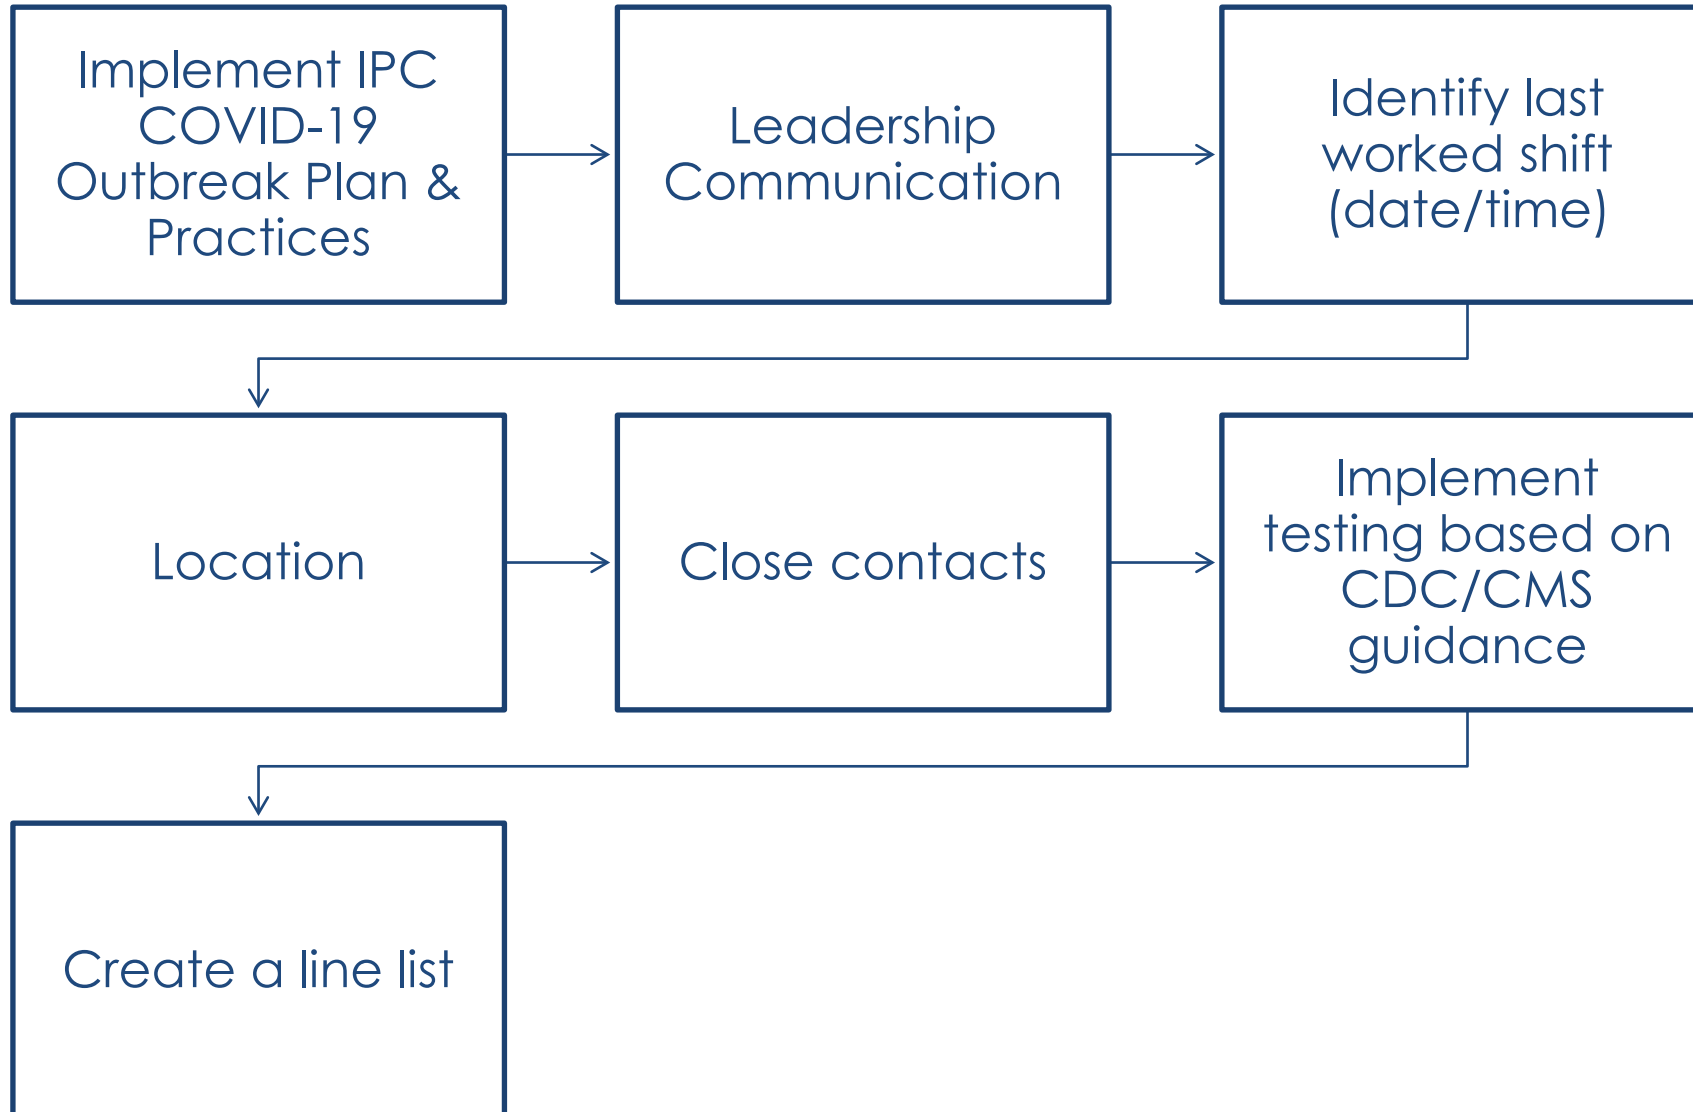 Implement IPC
COVID-19
Outbreak Plan &
Practices
Leadership
Communication
Identify last
worked shift
(date/time)
Location
Close contacts
Implement
testing based on
CDC/CMS
guidance
Create a line list